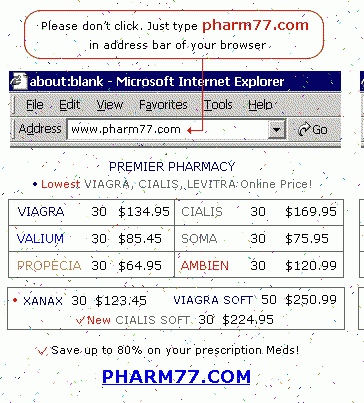 Please don't click. Just type pharm77.com
in address bar of your browser
about:blank - Microsoft Internet Explorer
File Edit View Favorites Tools Help
Address www.pharm77.com Go
PREMIER PHARMACY
• Lowest VIAGRA, CIALIS, LEVITRA Online Price!
VIAGRA 30 $134.95 CIALIS 30 $169.95
VALIUM 30 $85.45 SOMA 30 $75.95
PROPECIA 30 $64.95 AMBIEN 30 $120.99
• XANAX 30 $123.45 VIAGRA SOFT 50 $250.99
✓New CIALIS SOFT 30 $224.95
✓ Save up to 80% on your prescription Meds!
PHARM77.COM